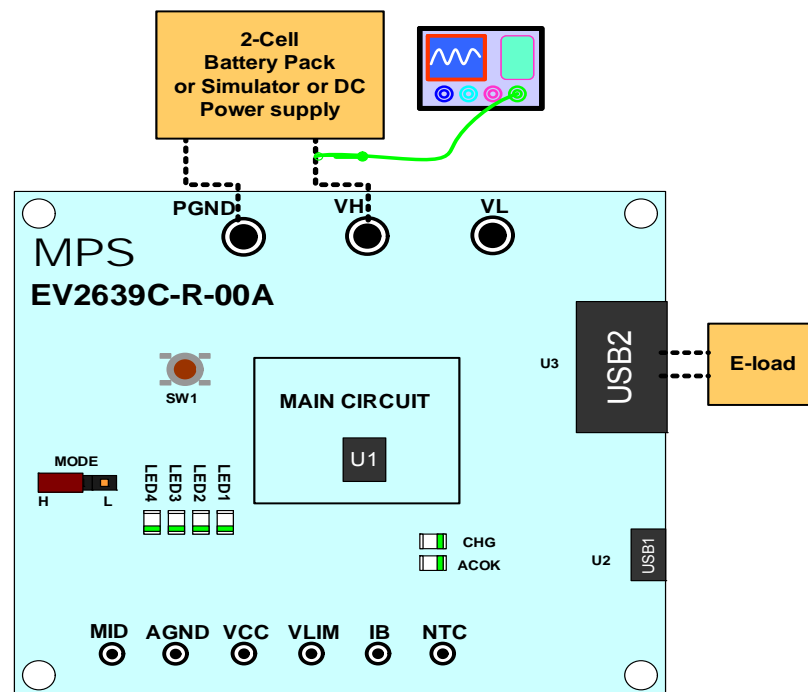 2-Cell
Battery Pack
or Simulator or DC
Power supply
PGND
VH
VL
MPS
EV2639C-R-00A
SW1
MAIN CIRCUIT
U1
U3
USB2
E-load
MODE
H
L
LED4
LED3
LED2
LED1
CHG
ACOK
U2
USB1
MID
AGND
VCC
VLIM
IB
NTC